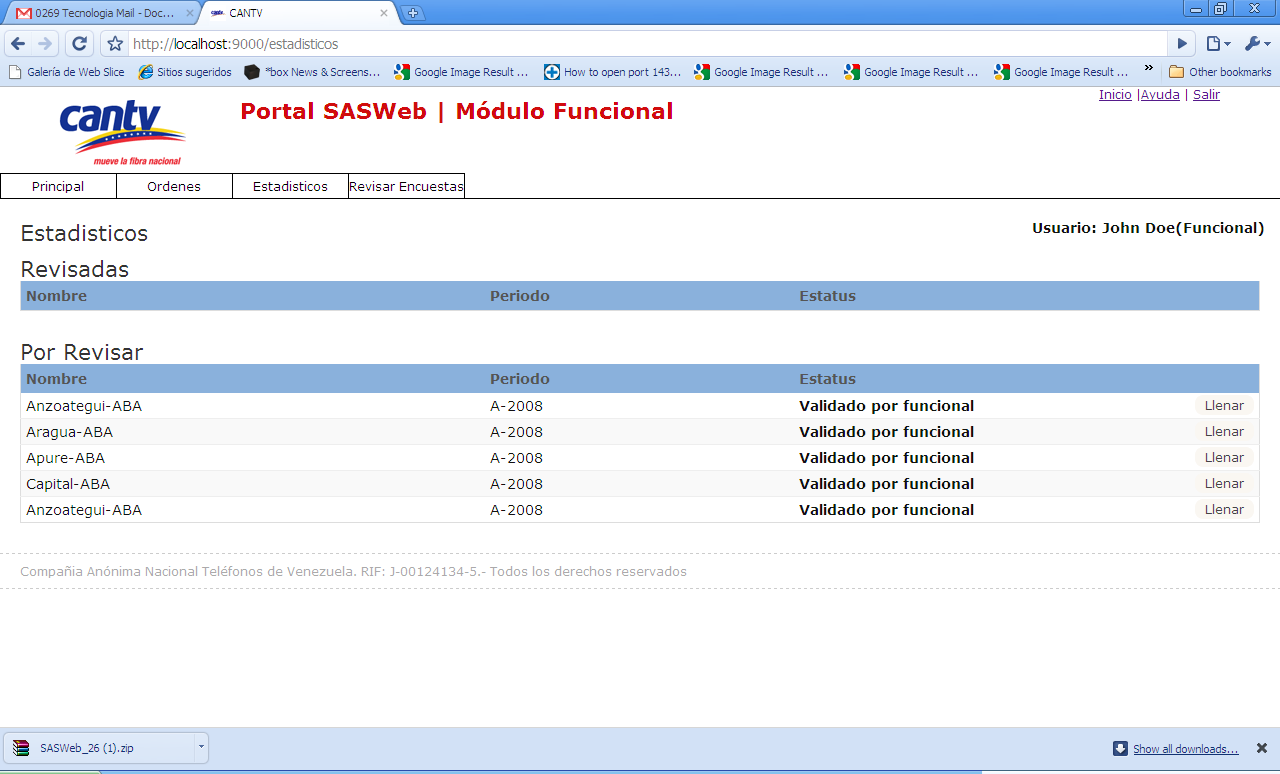 0269 Tecnologia Mail - Doc...
CANTV
http://localhost:9000/estadisticos
Galería de Web Slice
Sitios sugeridos
*box News & Screens...
Google Image Result ...
How to open port 143...
Google Image Result ...
Google Image Result ...
Google Image Result ...
»
Other bookmarks
cantv
mueve la fibra nacional
Portal SASWeb | Módulo Funcional
Inicio |Ayuda | Salir
Principal
Ordenes
Estadisticos
Revisar Encuestas
Estadisticos
Usuario: John Doe(Funcional)
Revisadas
Nombre Periodo Estatus
Por Revisar
Nombre Periodo Estatus
Anzoategui-ABA A-2008 Validado por funcional Llenar
Aragua-ABA A-2008 Validado por funcional Llenar
Apure-ABA A-2008 Validado por funcional Llenar
Capital-ABA A-2008 Validado por funcional Llenar
Anzoategui-ABA A-2008 Validado por funcional Llenar
Compañia Anónima Nacional Teléfonos de Venezuela. RIF: J-00124134-5.- Todos los derechos reservados
SASWeb_26 (1).zip
Show all downloads...